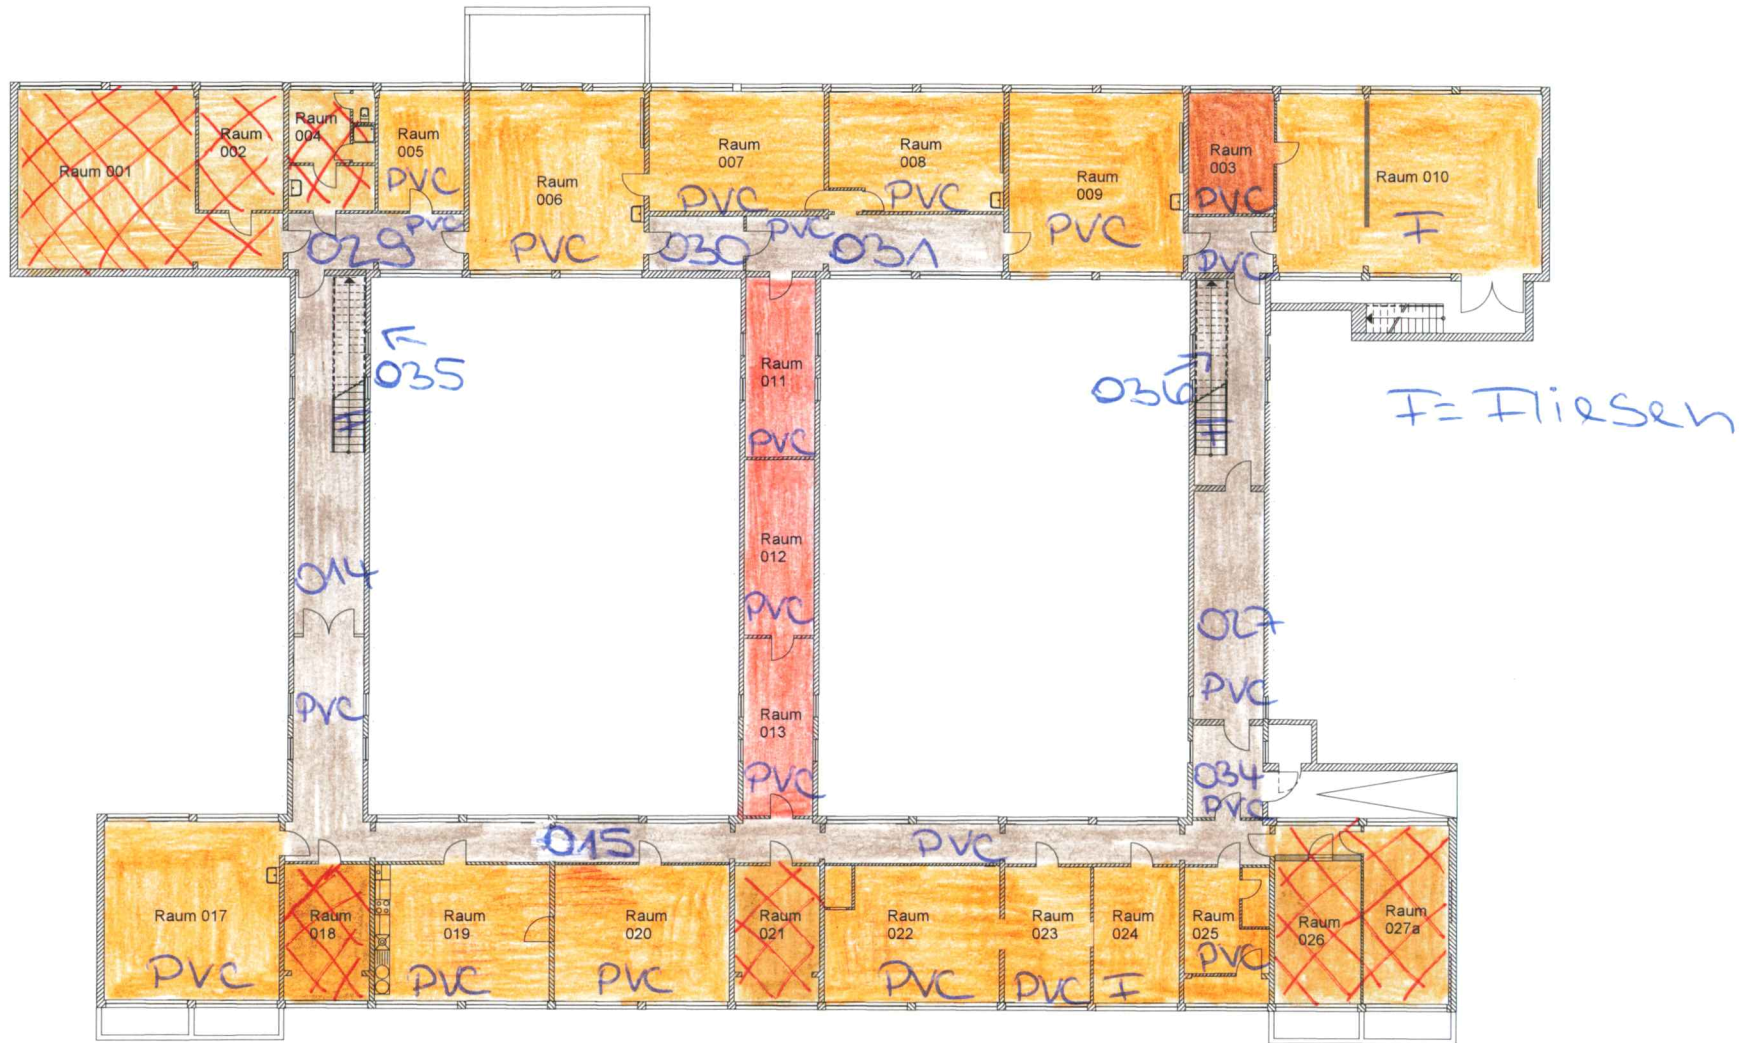 Raum 001
Raum
002
Raum
004
Raum
005
PVC
Raum
006
PVC
Raum
007
PVC
Raum
008
PVC
Raum
009
PVC
Raum
003
PVC
Raum 010
F
029
PVC
030
PVC
031
PVC
035
F
Raum
011
PVC
036
F
F= Fliesen
Raum
012
PVC
014
PVC
Raum
013
PVC
027
PVC
034
PVC
015
PVC
Raum 017
PVC
Raum
018
Raum
019
PVC
Raum
020
PVC
Raum
021
Raum
022
PVC
Raum
023
PVC
Raum
024
F
Raum
025
PVC
Raum
026
Raum
027a